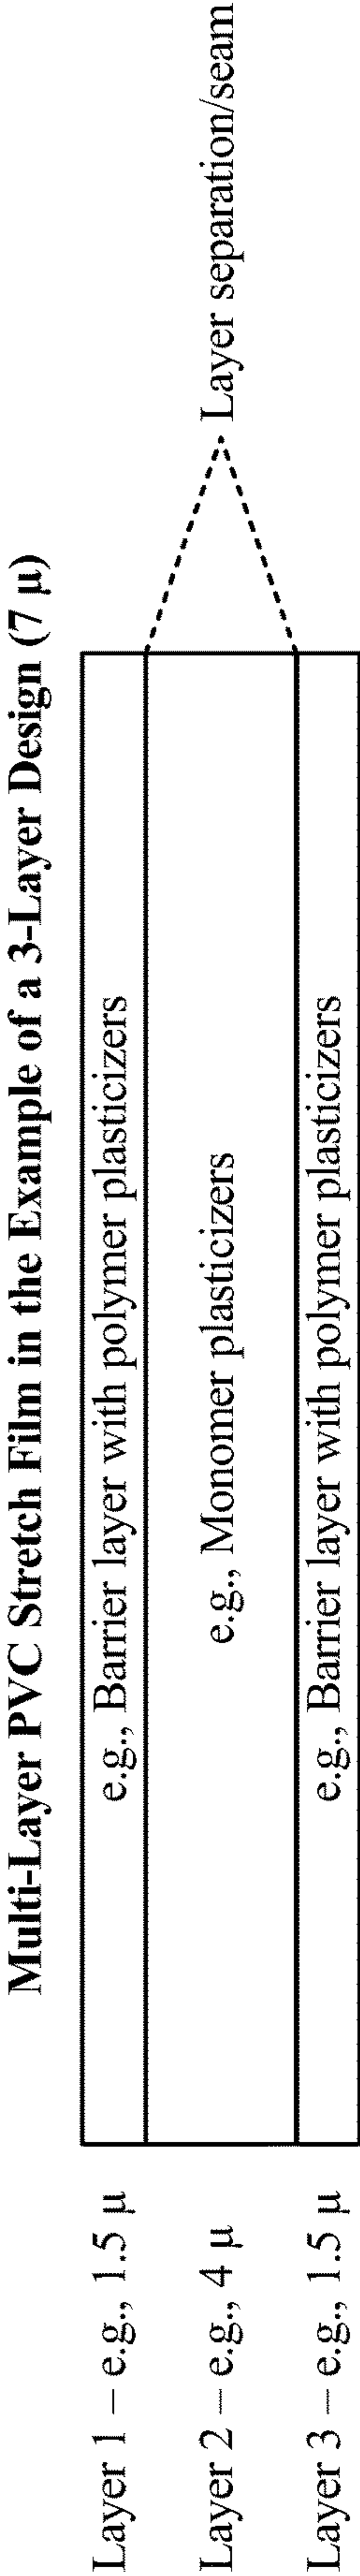 Multi-Layer PVC Stretch Film in the Example of a 3-Layer Design (7 μ)
Layer 1 – e.g., 1.5 μ
e.g., Barrier layer with polymer plasticizers
Layer 2 – e.g., 4 μ
e.g., Monomer plasticizers
Layer separation/seam
Layer 3 – e.g., 1.5 μ
e.g., Barrier layer with polymer plasticizers